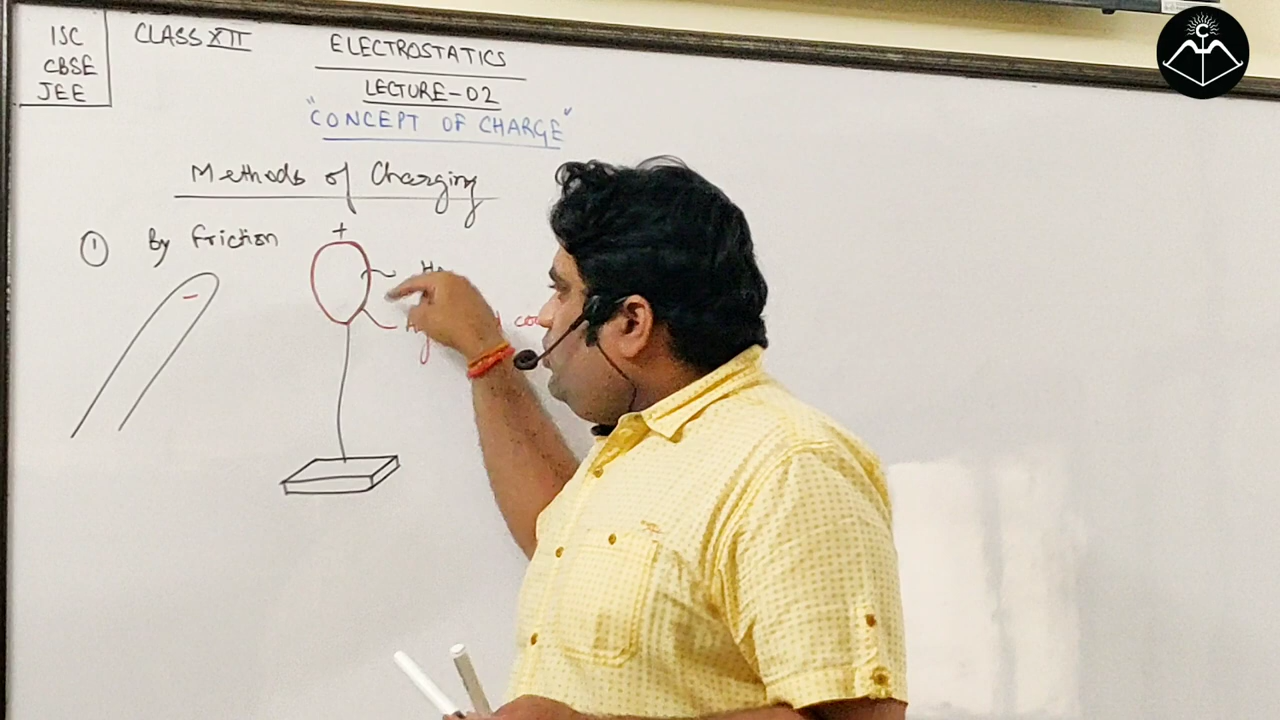 ISC
CBSE
JEE
CLASS XII
ELECTROSTATICS
LECTURE-02
"CONCEPT OF CHARGE"
Methods of Charging
① By friction
+
-
C